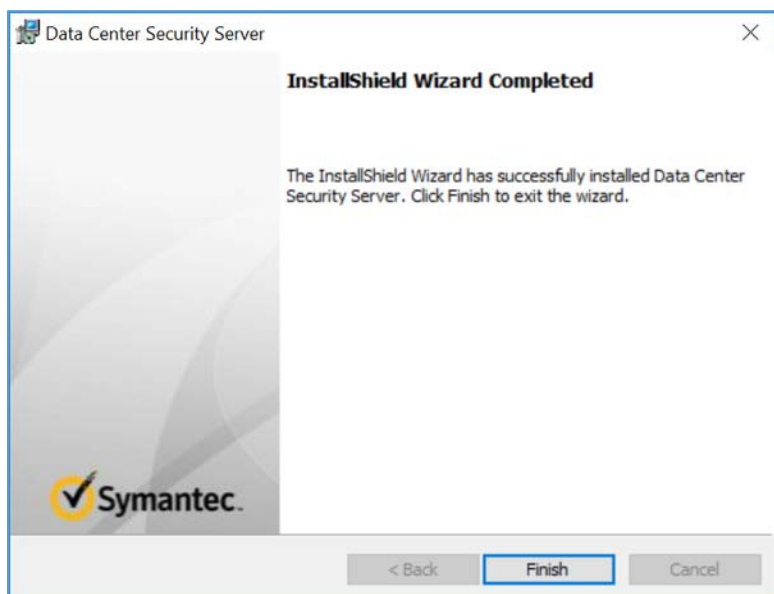 Data Center Security Server
InstallShield Wizard Completed
The InstallShield Wizard has successfully installed Data Center
Security Server. Click Finish to exit the wizard.
Symantec.
< Back
Finish
Cancel